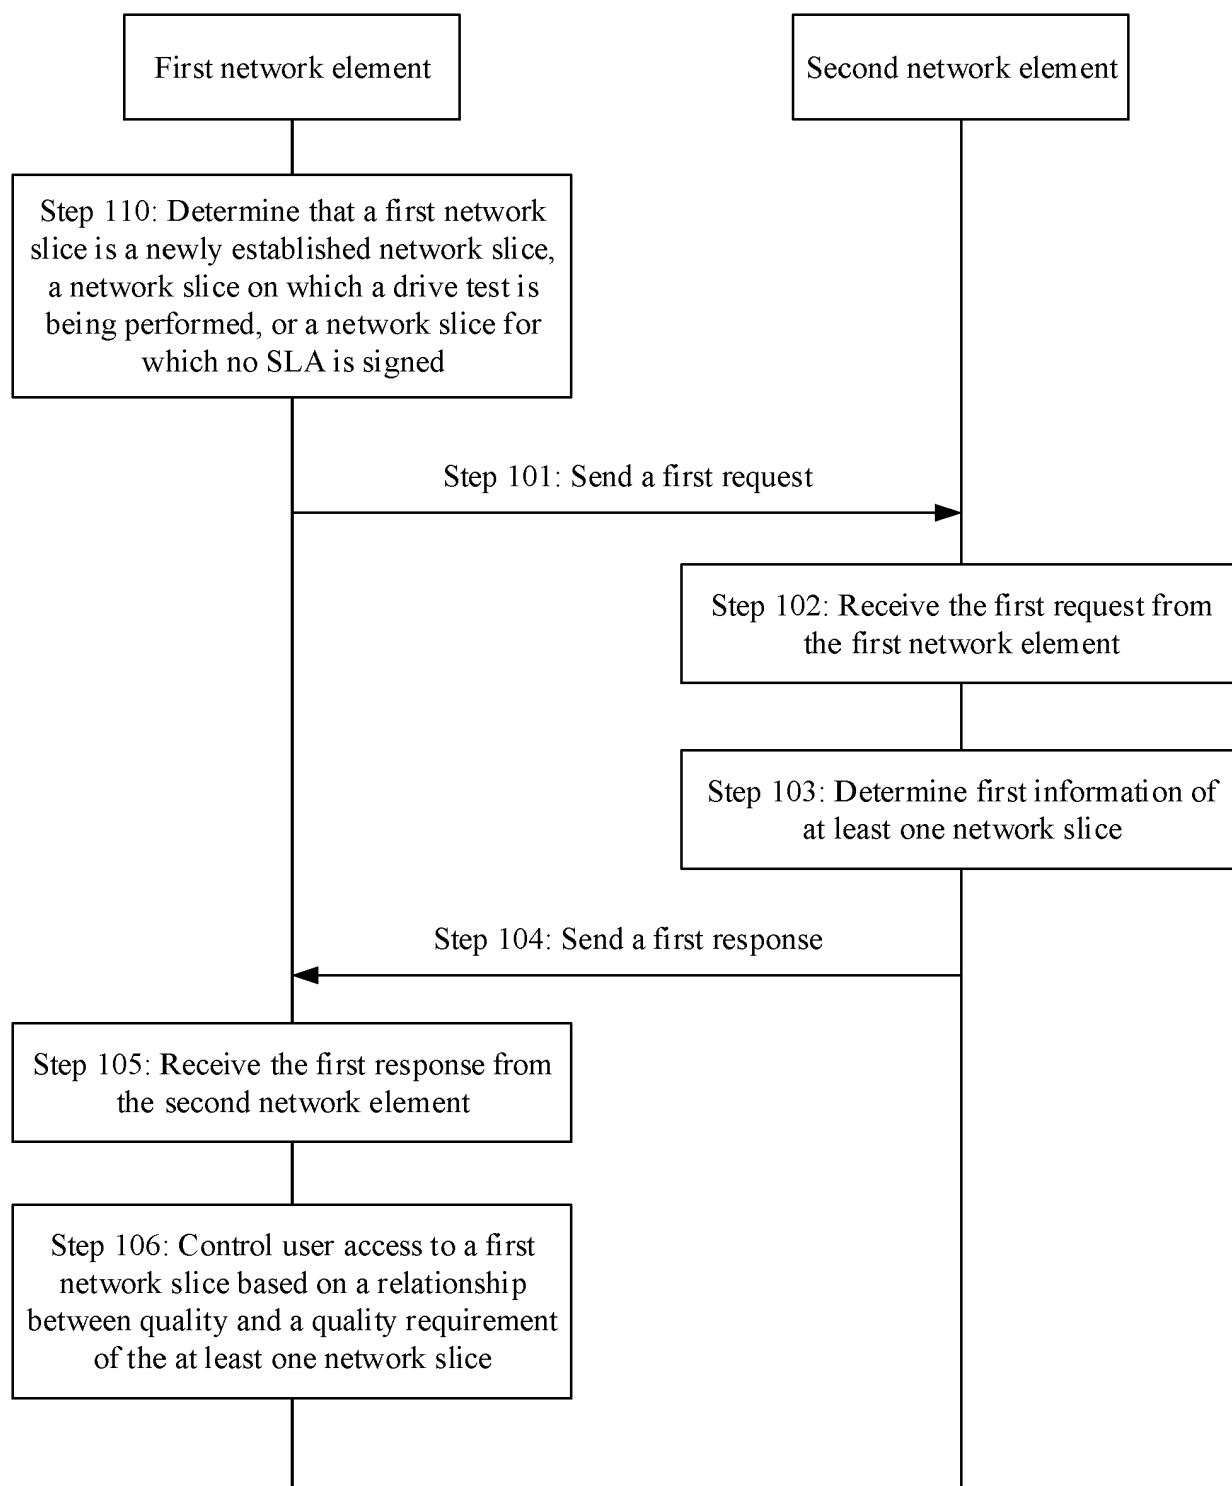 First network element
Second network element
Step 110: Determine that a first network
slice is a newly established network slice,
a network slice on which a drive test is
being performed, or a network slice for
which no SLA is signed
Step 101: Send a first request
Step 102: Receive the first request from
the first network element
Step 103: Determine first information of
at least one network slice
Step 104: Send a first response
Step 105: Receive the first response from
the second network element
Step 106: Control user access to a first
network slice based on a relationship
between quality and a quality requirement
of the at least one network slice